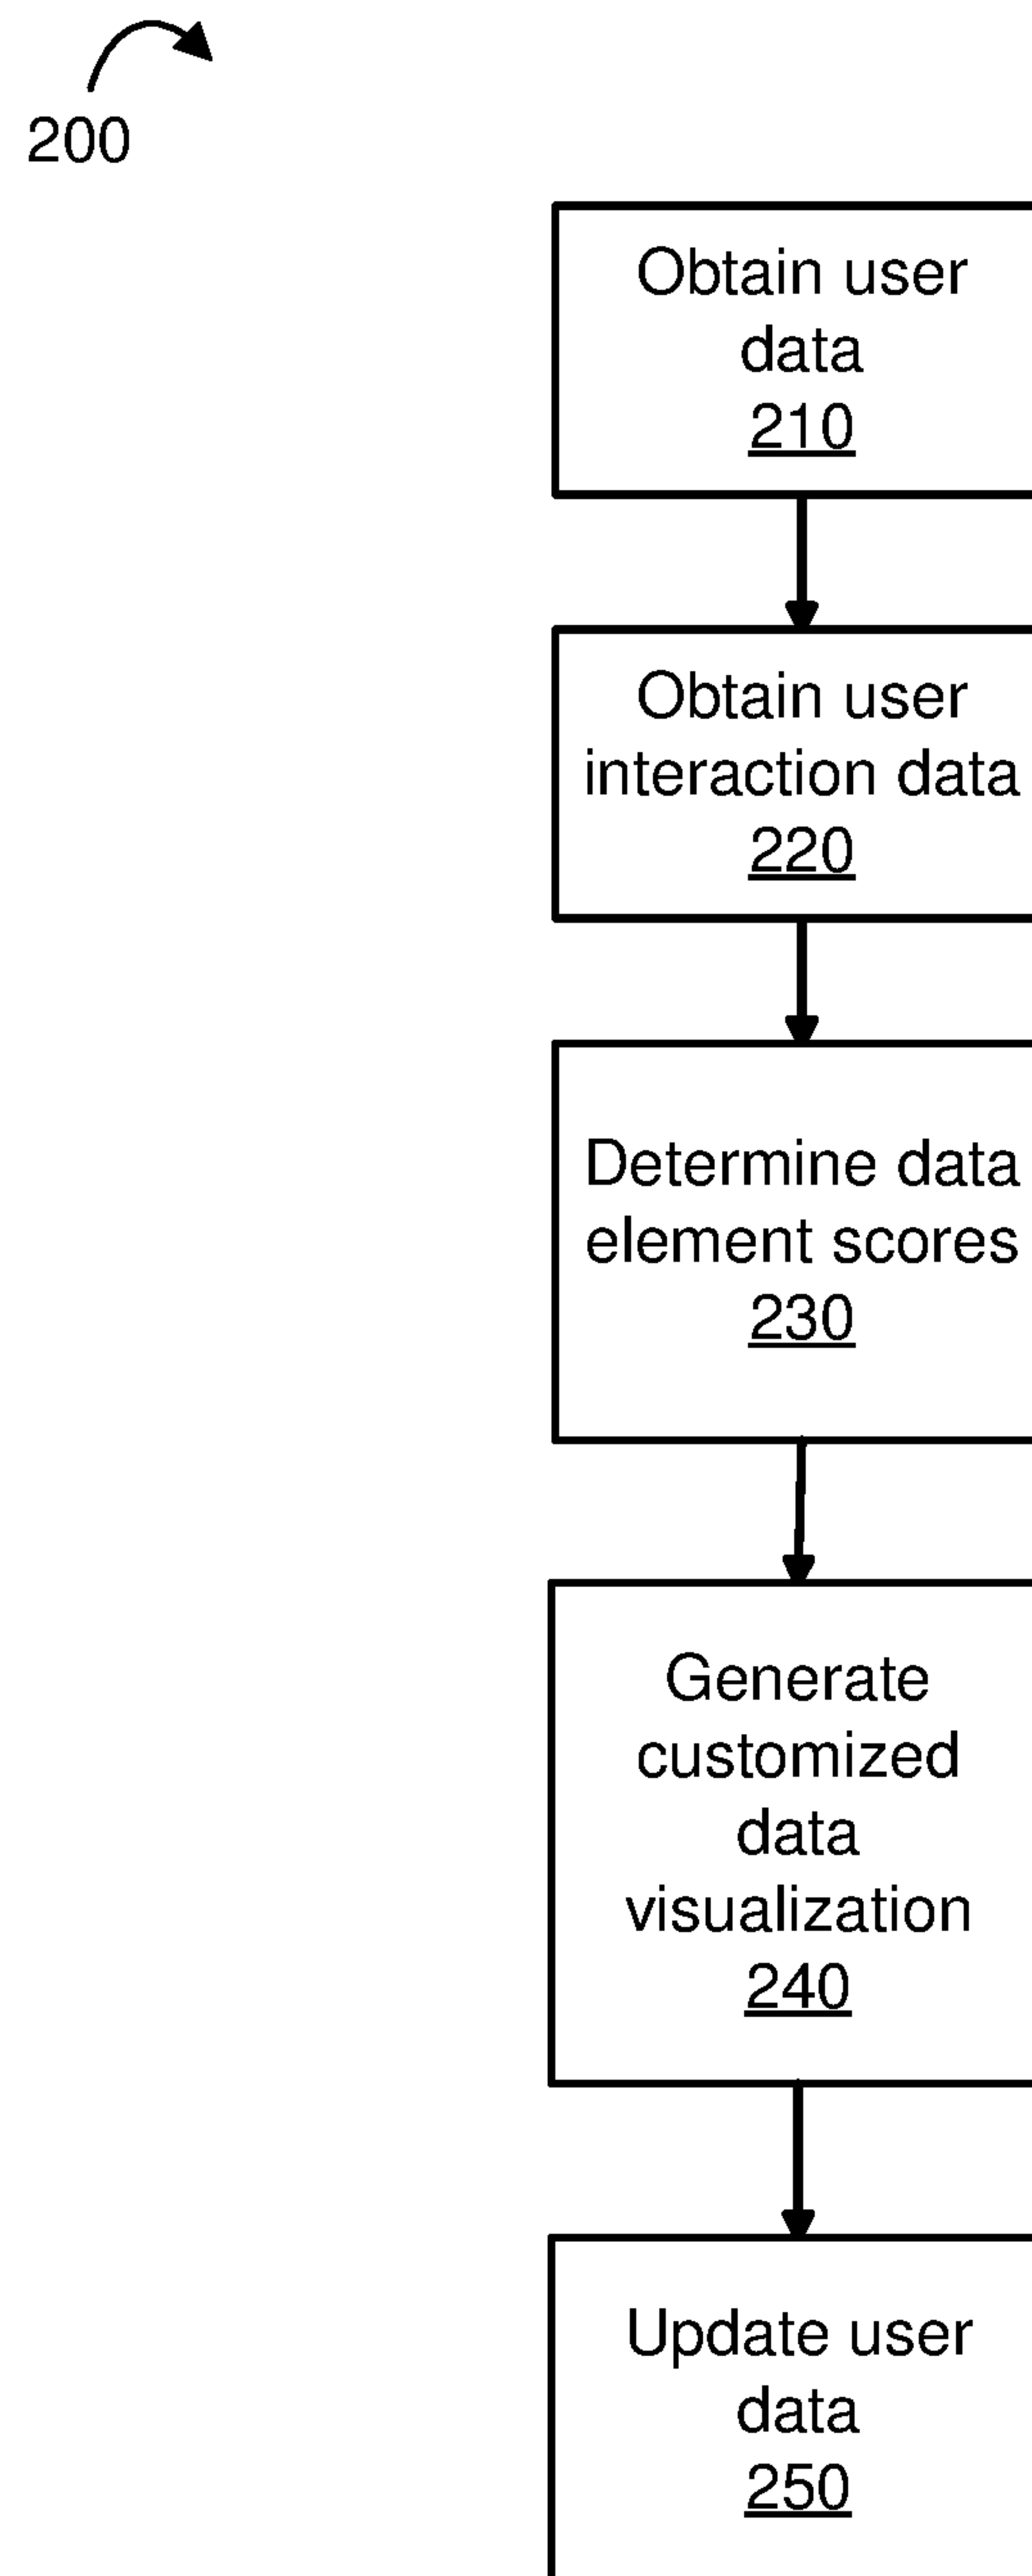 200
Obtain user
data
210
Obtain user
interaction data
220
Determine data
element scores
230
Generate
customized
data
visualization
240
Update user
data
250